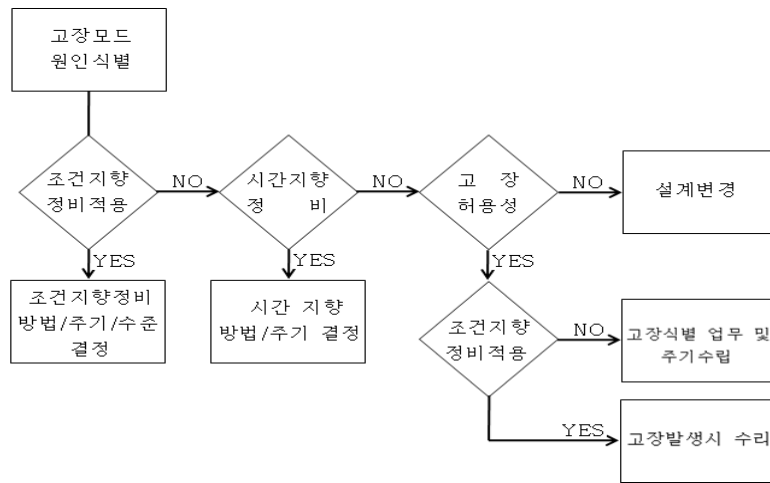 고장모드
원인식별
조건지향
정비적용
NO
시간지향
정 비
NO
고 장
허용성
NO
설계변경
YES
YES
YES
조건지향정비
방법/주기/수준
결정
시간 지향
방법/주기 결정
조건지향
정비적용
NO
고장식별 업무 및
주기수립
YES
고장발생시 수리